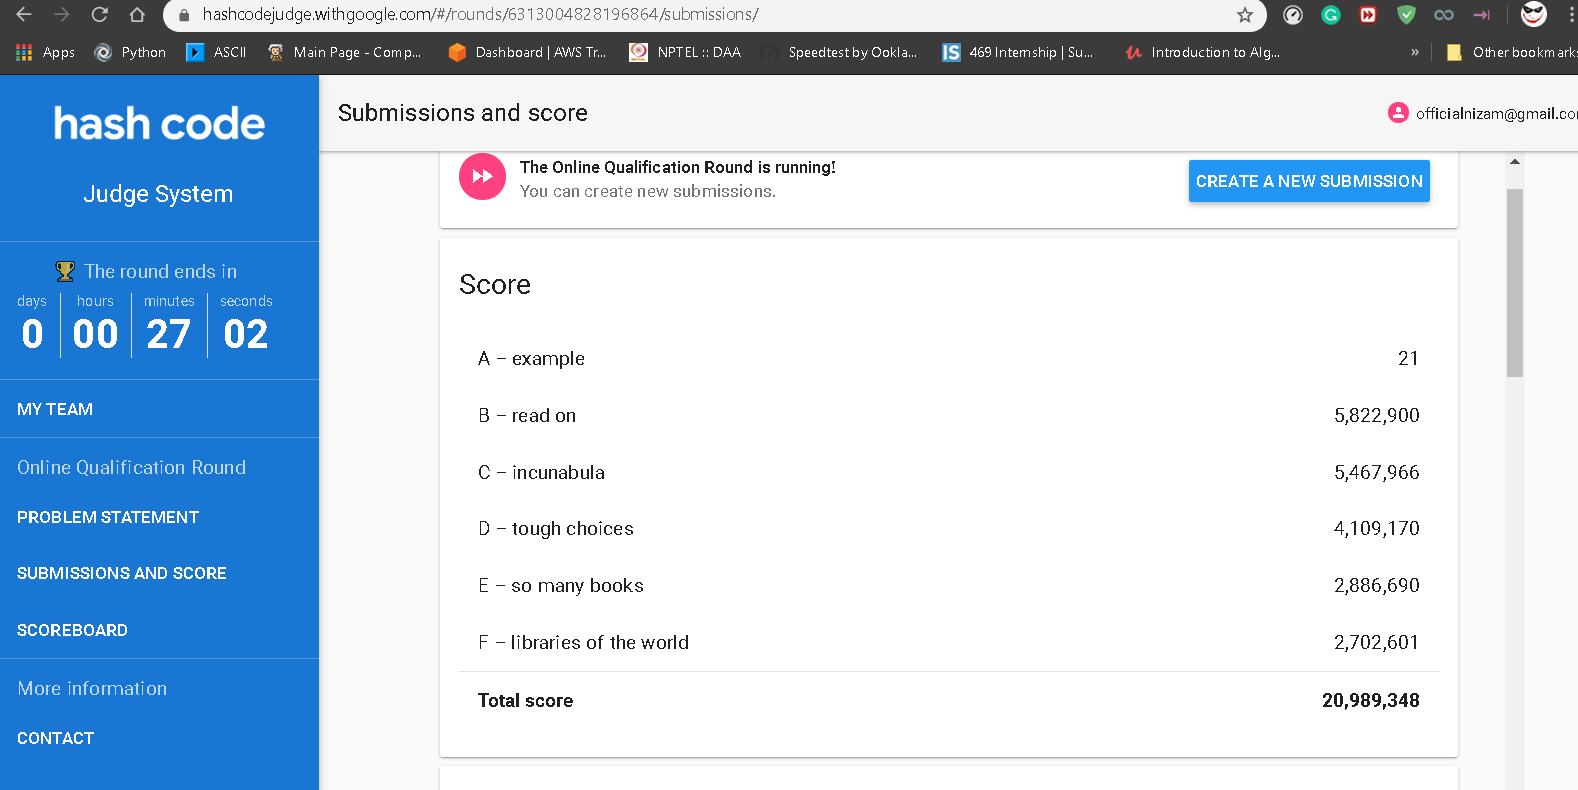 hashcodejudge.withgoogle.com/#/rounds/6313004828196864/submissions/
Apps Python ASCII Main Page - Comp... Dashboard | AWS Tr... NPTEL :: DAA Speedtest by Ookla... 469 Internship | Su... Introduction to Alg... » Other bookmarks
hash code
Judge System
The round ends in
days hours minutes seconds
0 00 27 02
MY TEAM
Online Qualification Round
PROBLEM STATEMENT
SUBMISSIONS AND SCORE
SCOREBOARD
More information
CONTACT
Submissions and score
officialnizam@gmail.co
The Online Qualification Round is running!
You can create new submissions.
CREATE A NEW SUBMISSION
Score
A – example 21
B – read on 5,822,900
C – incunabula 5,467,966
D – tough choices 4,109,170
E – so many books 2,886,690
F – libraries of the world 2,702,601
Total score 20,989,348